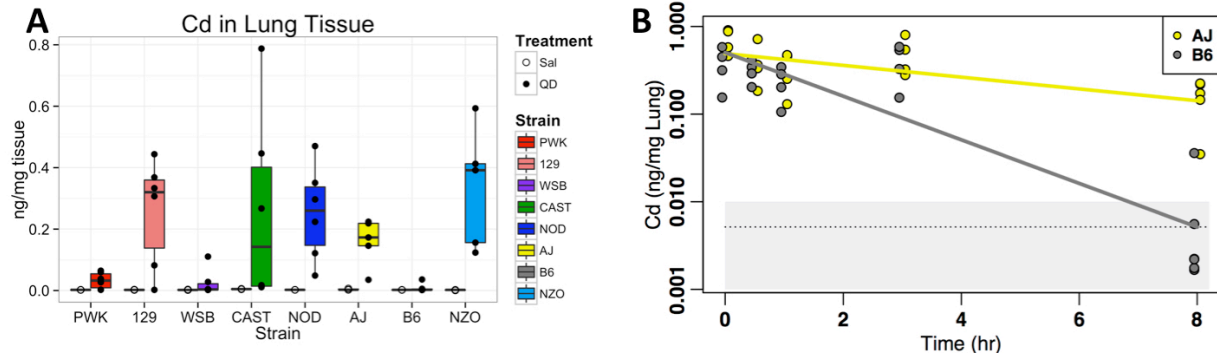 A
Cd in Lung Tissue
ng/mg tissue
0.8
0.6
0.4
0.2
0.0
PWK 129 WSB CAST NOD AJ B6 NZO
Strain
Treatment
Sal
QD
Strain
PWK
129
WSB
CAST
NOD
AJ
B6
NZO
B
Cd (ng/mg Lung)
1.000
0.100
0.010
0.001
0 2 4 6 8
Time (hr)
AJ
B6